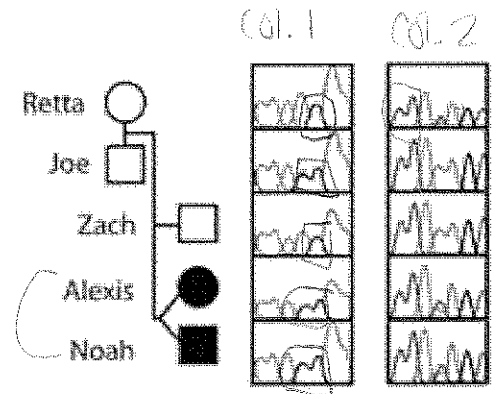 Col. 1
Col. 2
Retta
Joe
Zach
Alexis
Noah